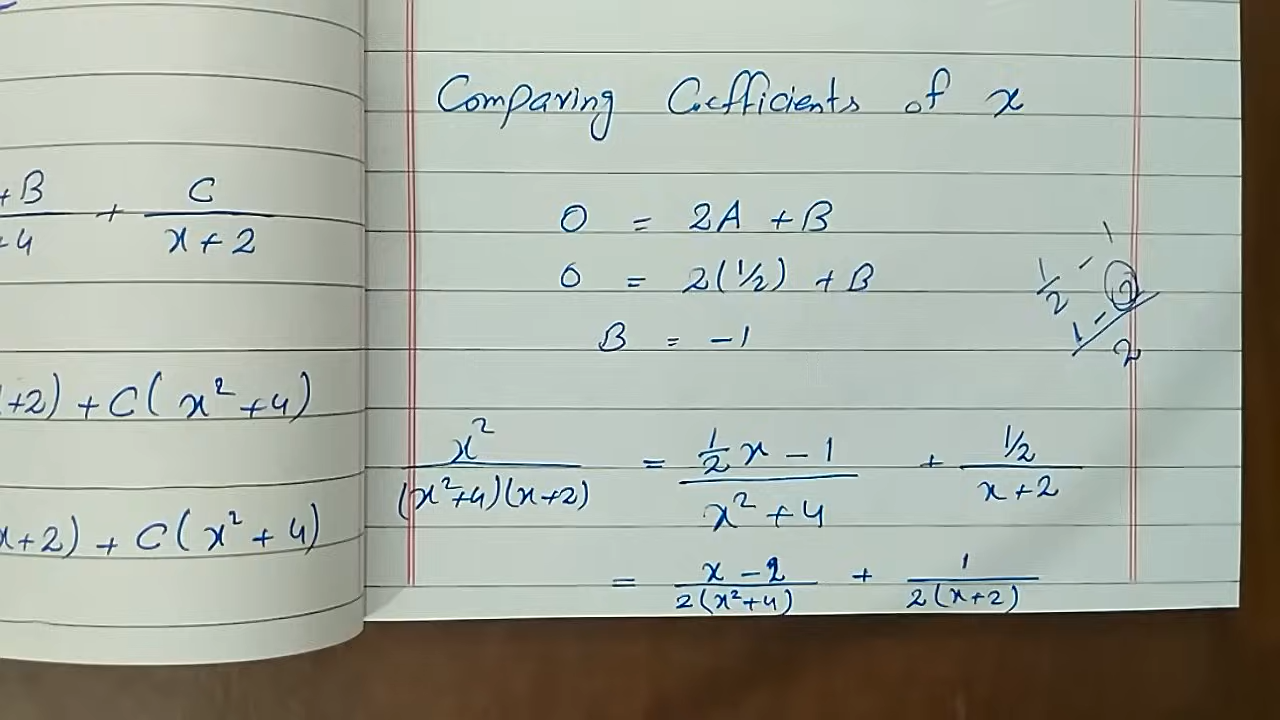 +B/+4 + C/(x+2)
+2) + C(x²+4)
x+2) + C(x²+4)
Comparing Coefficients of x
0 = 2A + B
0 = 2(1/2) + B
B = -1
x²/((x²+4)(x+2)) = (1/2 x - 1)/(x²+4) + (1/2)/(x+2)
= (x-2)/(2(x²+4)) + 1/(2(x+2))